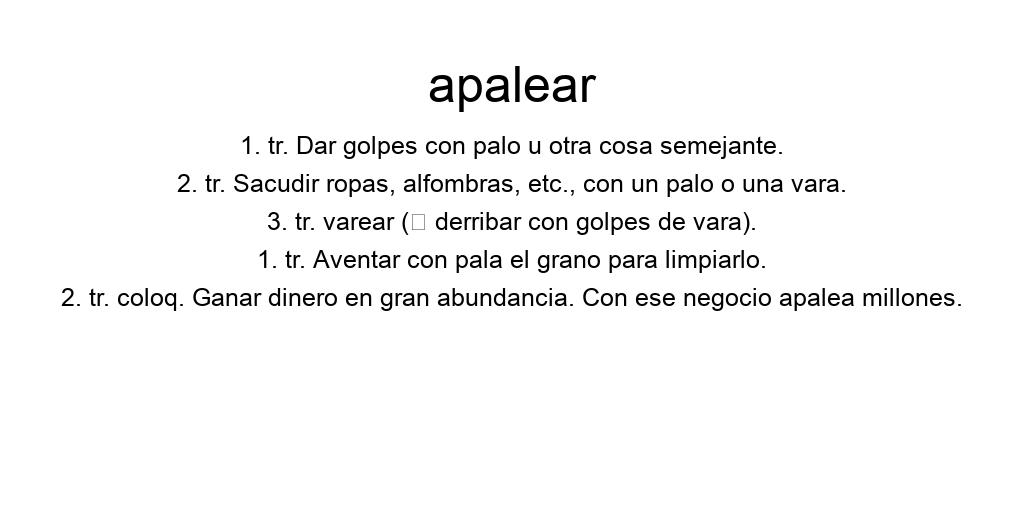 apalear
1. tr. Dar golpes con palo u otra cosa semejante.
2. tr. Sacudir ropas, alfombras, etc., con un palo o una vara.
3. tr. varear (▯ derribar con golpes de vara).
1. tr. Aventar con pala el grano para limpiarlo.
2. tr. coloq. Ganar dinero en gran abundancia. Con ese negocio apalea millones.